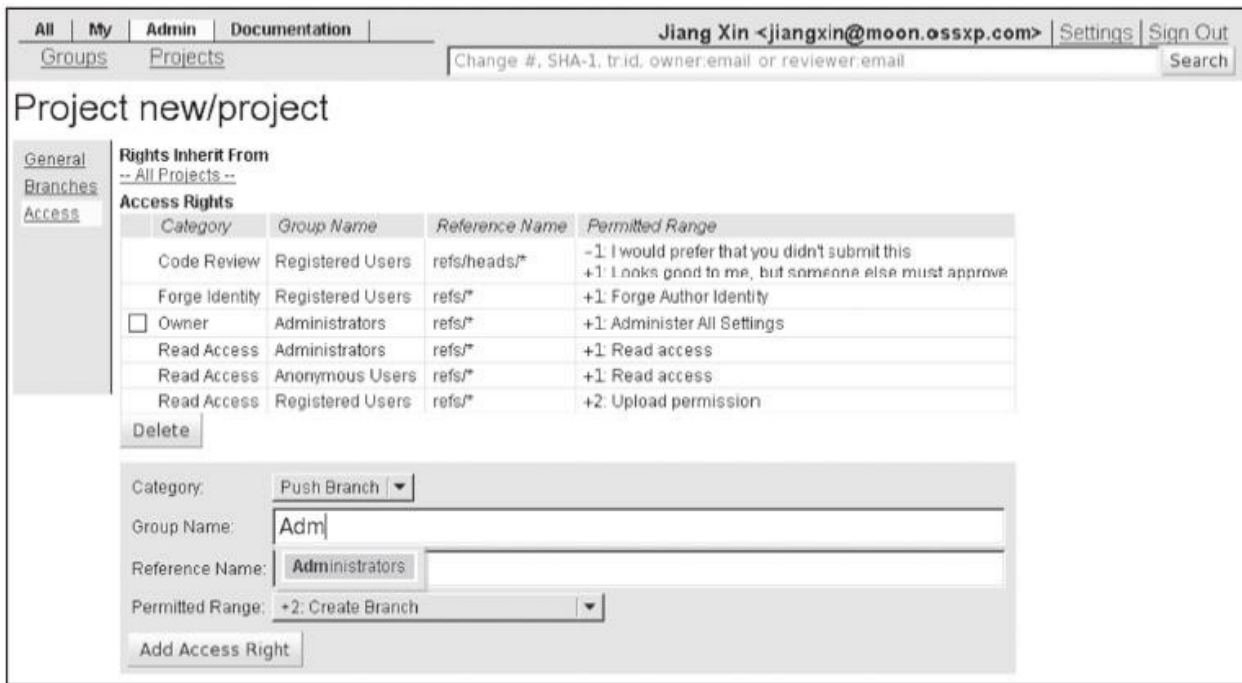 All My Admin Documentation Jiang Xin <jiangxin@moon.ossxp.com> Settings Sign Out
Groups Projects Change #, SHA-1, tr:id, owner:email or reviewer:email Search
Project new/project
General
Branches
Access
Rights Inherit From
-- All Projects --
Access Rights
Category Group Name Reference Name Permitted Range
Code Review Registered Users refs/heads/* -1: I would prefer that you didn't submit this
+1: Looks good to me, but someone else must approve
Forge Identity Registered Users refs/* +1: Forge Author Identity
Owner Administrators refs/* +1: Administer All Settings
Read Access Administrators refs/* +1: Read access
Read Access Anonymous Users refs/* +1: Read access
Read Access Registered Users refs/* +2: Upload permission
Delete
Category: Push Branch
Group Name: Adm
Reference Name: Administrators
Permitted Range: +2: Create Branch
Add Access Right